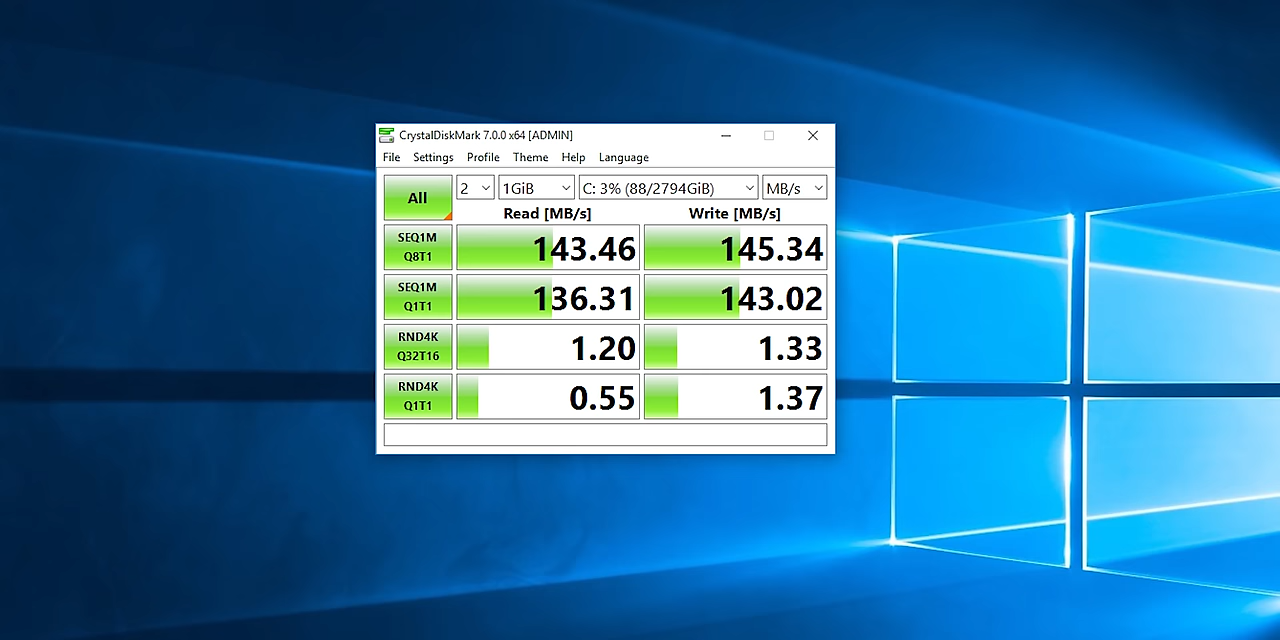 CrystalDiskMark 7.0.0 x64 [ADMIN]
File Settings Profile Theme Help Language
All 2 1GiB C: 3% (88/2794GiB) MB/s
Read [MB/s] Write [MB/s]
SEQ1M
Q8T1 143.46 145.34
SEQ1M
Q1T1 136.31 143.02
RND4K
Q32T16 1.20 1.33
RND4K
Q1T1 0.55 1.37